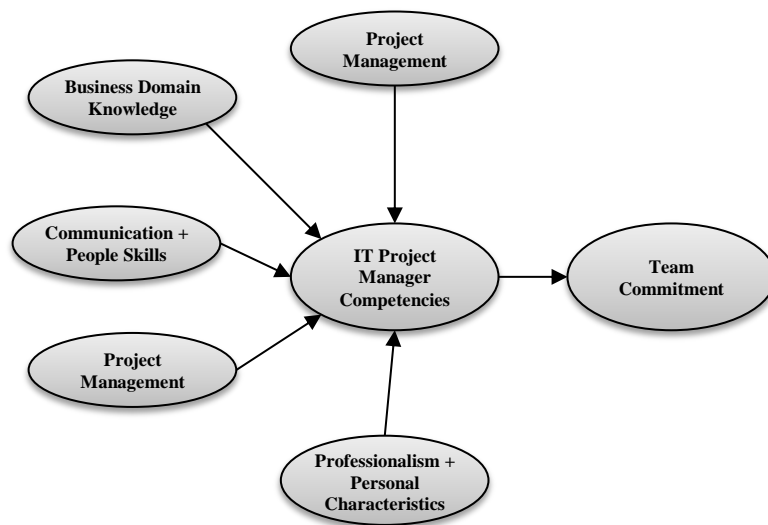 Project
Management
Business Domain
Knowledge
Communication +
People Skills
IT Project
Manager
Competencies
Team
Commitment
Project
Management
Professionalism +
Personal
Characteristics